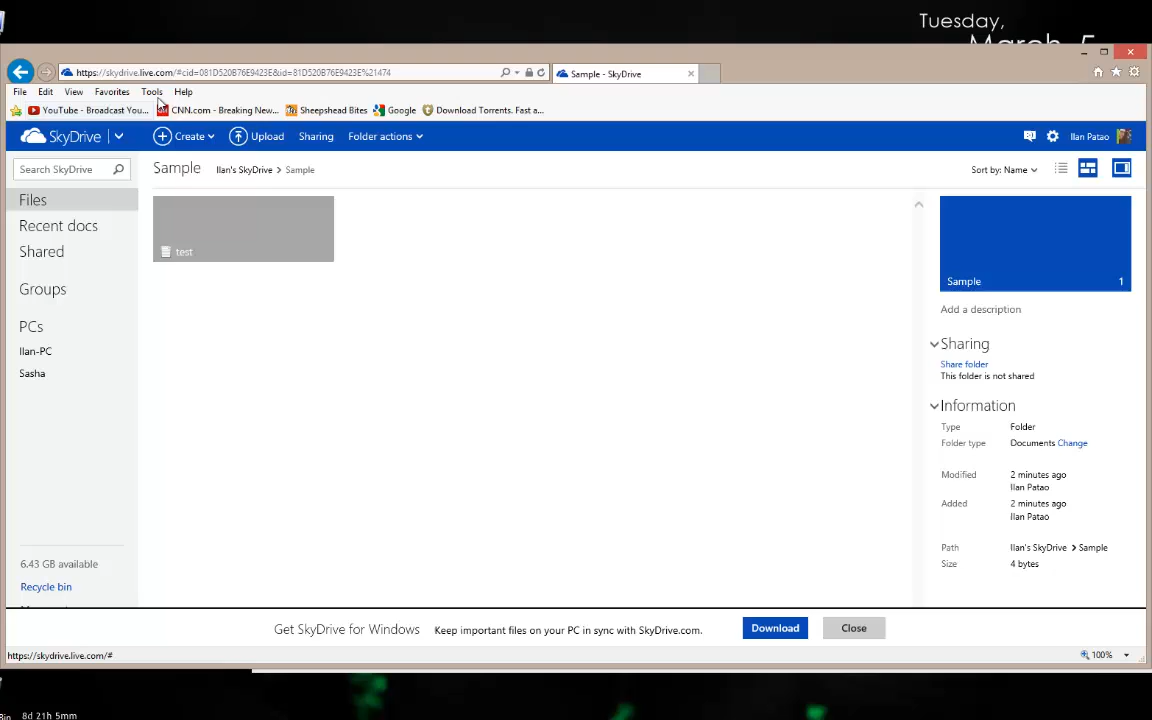 Tuesday,
March 5
https://skydrive.live.com/#cid=081D520B76E9423E&id=81D520B76E9423E%21474
Sample - SkyDrive
File Edit View Favorites Tools Help
YouTube - Broadcast You... CNN.com - Breaking New... Sheepshead Bites Google Download Torrents. Fast a...
SkyDrive Create Upload Sharing Folder actions Ilan Patao
Search SkyDrive Sample Ilan's SkyDrive > Sample Sort by: Name
Files
Recent docs
Shared
Groups
PCs
Ilan-PC
Sasha
6.43 GB available
Recycle bin
test
Sample 1
Add a description
Sharing
Share folder
This folder is not shared
Information
Type Folder
Folder type Documents Change
Modified 2 minutes ago
Ilan Patao
Added 2 minutes ago
Ilan Patao
Path Ilan's SkyDrive > Sample
Size 4 bytes
Get SkyDrive for Windows Keep important files on your PC in sync with SkyDrive.com. Download Close
https://skydrive.live.com/# 100%
8d 21h 5mm